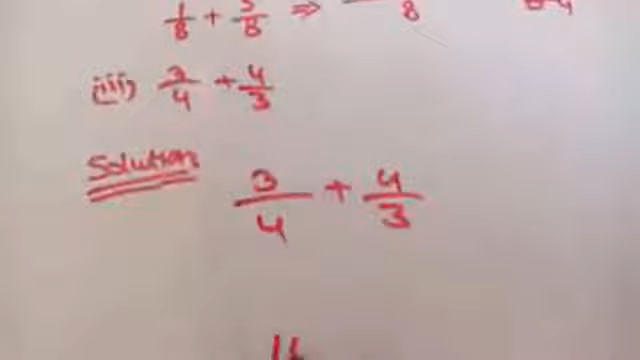 1/8 + 5/8 ⇒ /8
(iii) 3/4 + 4/3
Solution
3/4 + 4/3